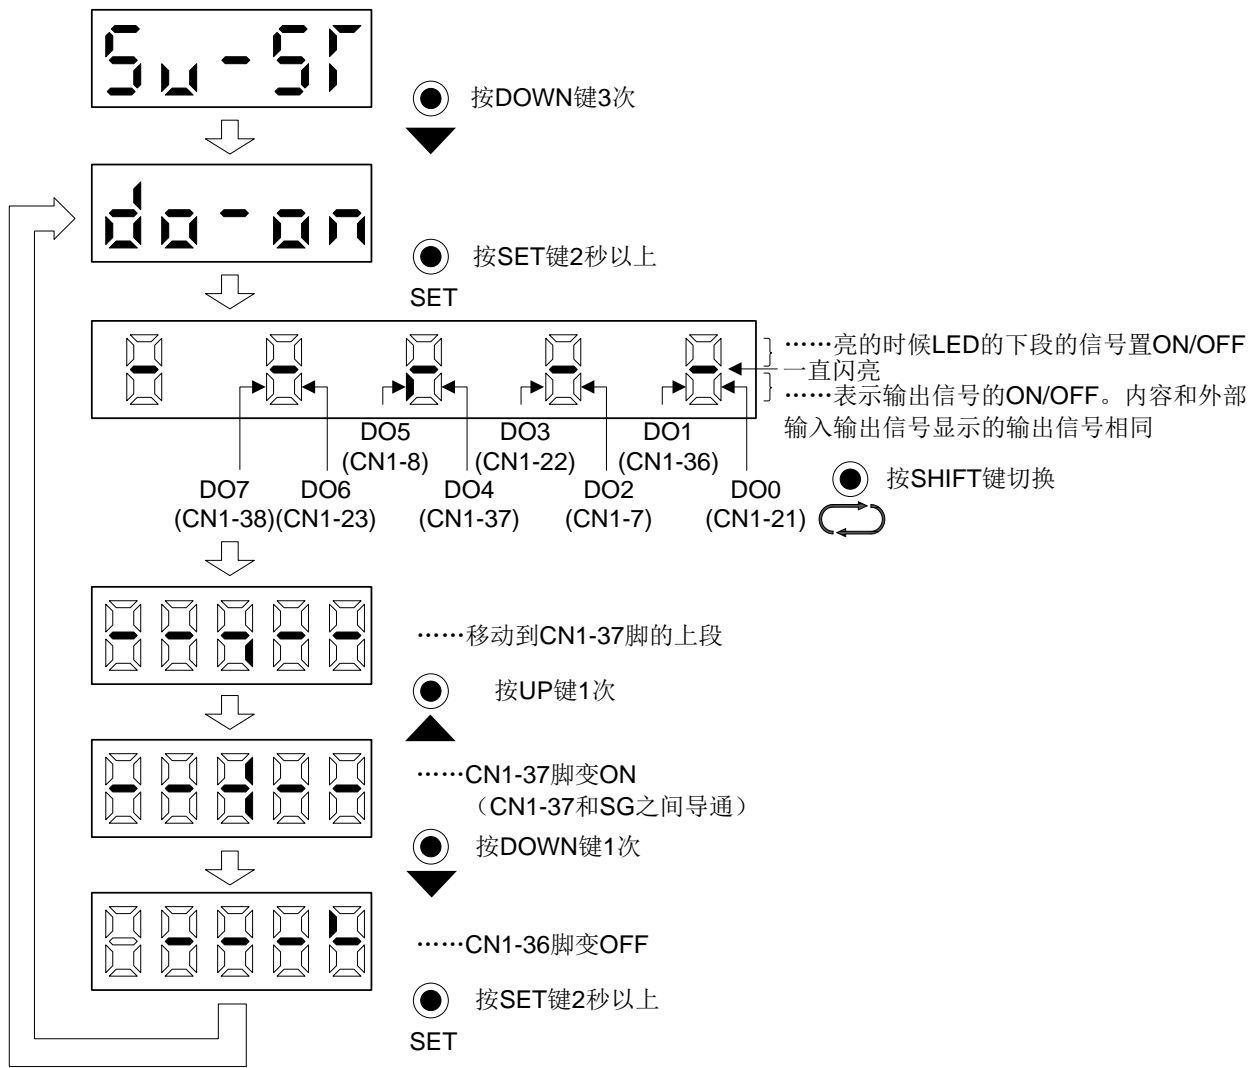 Su-Sr
按DOWN键3次
do-on
按SET键2秒以上
SET
……亮的时候LED的下段的信号置ON/OFF
一直闪亮
……表示输出信号的ON/OFF。内容和外部
输入输出信号显示的输出信号相同
DO5
(CN1-8)
DO3
(CN1-22)
DO1
(CN1-36)
DO7
(CN1-38)
DO6
(CN1-23)
DO4
(CN1-37)
DO2
(CN1-7)
DO0
(CN1-21)
按SHIFT键切换
……移动到CN1-37脚的上段
按UP键1次
……CN1-37脚变ON
（CN1-37和SG之间导通）
按DOWN键1次
……CN1-36脚变OFF
按SET键2秒以上
SET